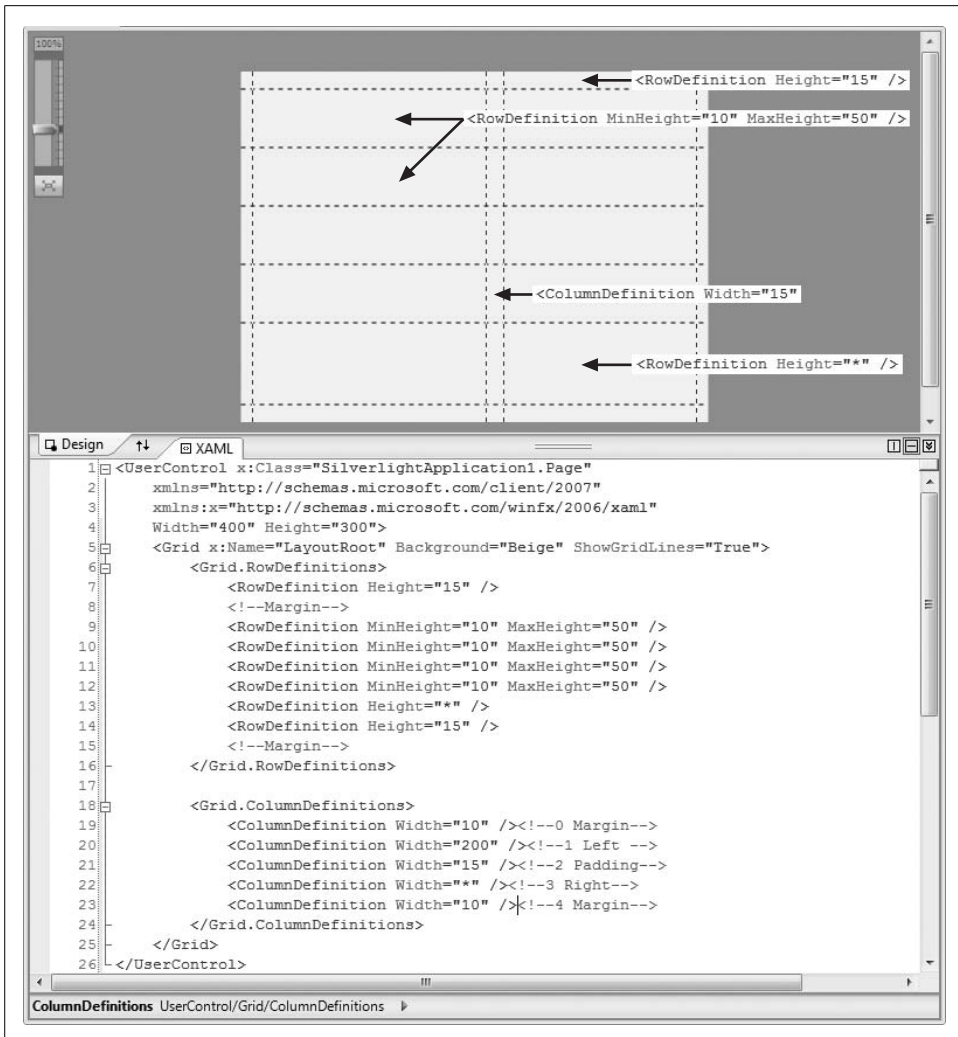 100%
<RowDefinition Height="15" />
<RowDefinition MinHeight="10" MaxHeight="50" />
<ColumnDefinition Width="15"
<RowDefinition Height="*" />
Design
XAML
1 <UserControl x:Class="SilverlightApplication1.Page"
2 xmlns="http://schemas.microsoft.com/client/2007"
3 xmlns:x="http://schemas.microsoft.com/winfx/2006/xaml"
4 Width="400" Height="300">
5 <Grid x:Name="LayoutRoot" Background="Beige" ShowGridLines="True">
6 <Grid.RowDefinitions>
7 <RowDefinition Height="15" />
8 <!--Margin-->
9 <RowDefinition MinHeight="10" MaxHeight="50" />
10 <RowDefinition MinHeight="10" MaxHeight="50" />
11 <RowDefinition MinHeight="10" MaxHeight="50" />
12 <RowDefinition MinHeight="10" MaxHeight="50" />
13 <RowDefinition Height="*" />
14 <RowDefinition Height="15" />
15 <!--Margin-->
16 </Grid.RowDefinitions>
17
18 <Grid.ColumnDefinitions>
19 <ColumnDefinition Width="10" /><!--0 Margin-->
20 <ColumnDefinition Width="200" /><!--1 Left -->
21 <ColumnDefinition Width="15" /><!--2 Padding-->
22 <ColumnDefinition Width="*" /><!--3 Right-->
23 <ColumnDefinition Width="10" /><!--4 Margin-->
24 </Grid.ColumnDefinitions>
25 </Grid>
26 </UserControl>
ColumnDefinitions UserControl/Grid/ColumnDefinitions